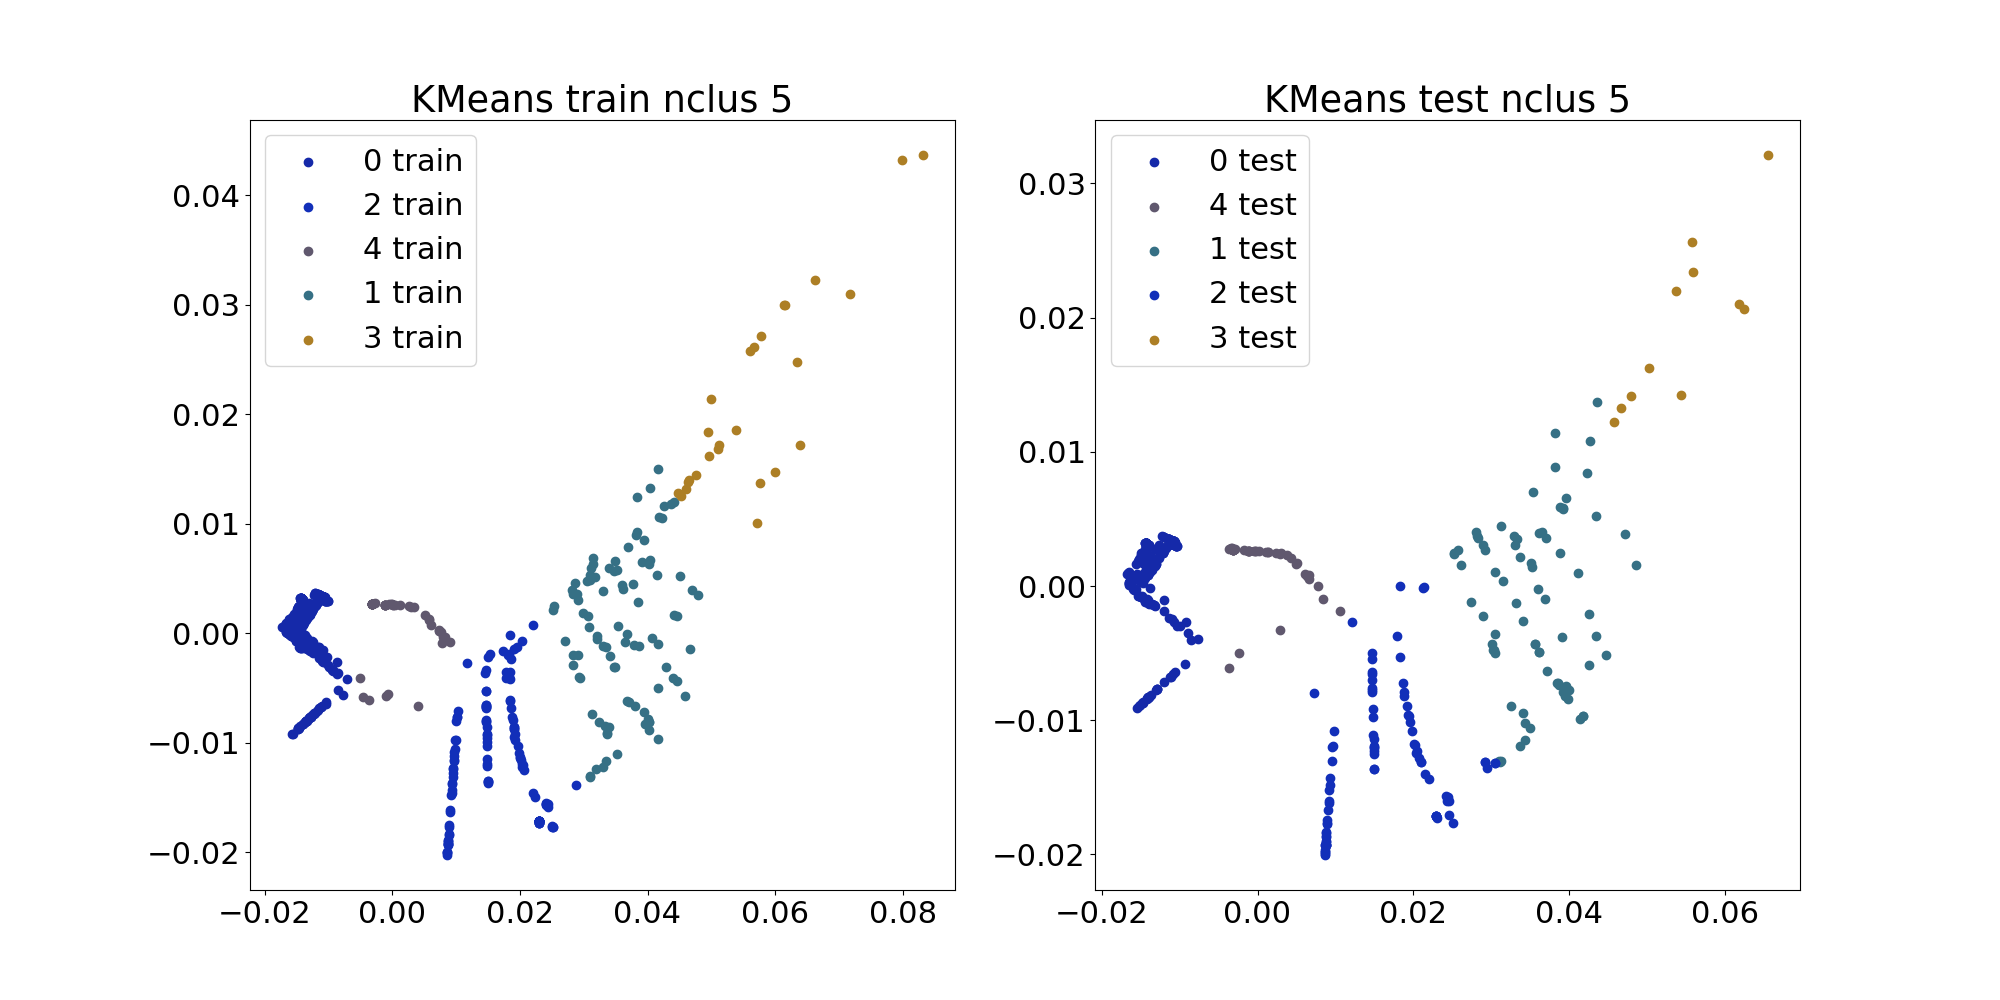 KMeans train nclus 5
0 train
2 train
4 train
1 train
3 train
0.04
0.03
0.02
0.01
0.00
−0.01
−0.02
−0.02 0.00 0.02 0.04 0.06 0.08
KMeans test nclus 5
0 test
4 test
1 test
2 test
3 test
0.03
0.02
0.01
0.00
−0.01
−0.02
−0.02 0.00 0.02 0.04 0.06